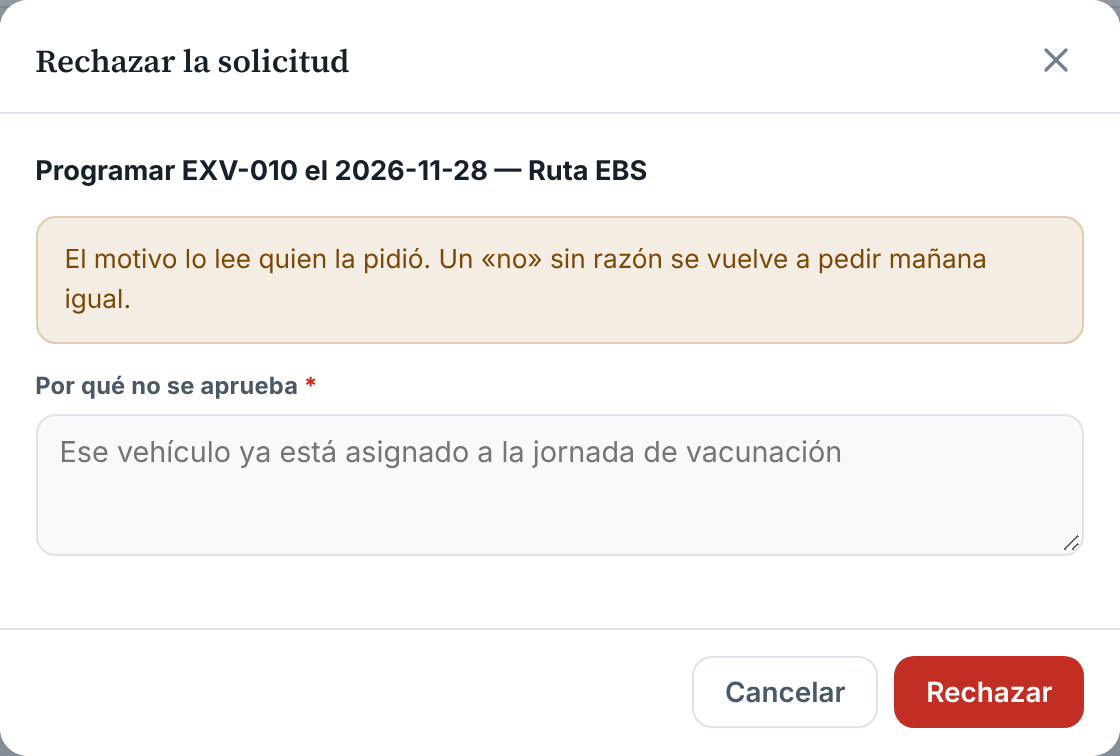 Rechazar la solicitud
Programar EXV-010 el 2026-11-28 — Ruta EBS
El motivo lo lee quien la pidió. Un «no» sin razón se vuelve a pedir mañana
igual.
Por qué no se aprueba *
Ese vehículo ya está asignado a la jornada de vacunación
Cancelar
Rechazar